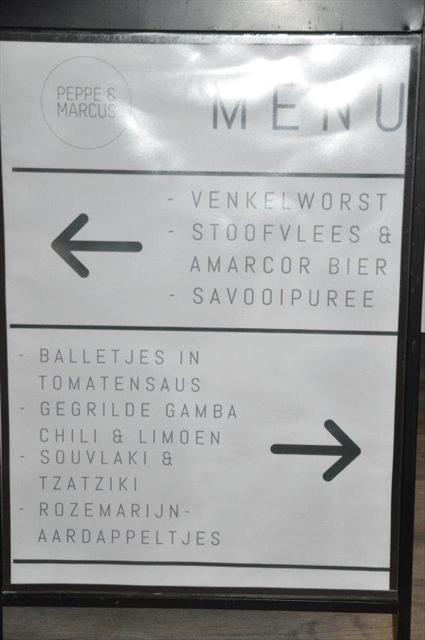 PEPPE &
MARCUS
MENU
- VENKELWORST
- STOOFVLEES &
AMARCOR BIER
- SAVOOIPUREE
- BALLETJES IN
TOMATENSAUS
- GEGRILDE GAMBA
CHILI & LIMOEN
- SOUVLAKI &
TZATZIKI
- ROZEMARIJN-
AARDAPPELTJES